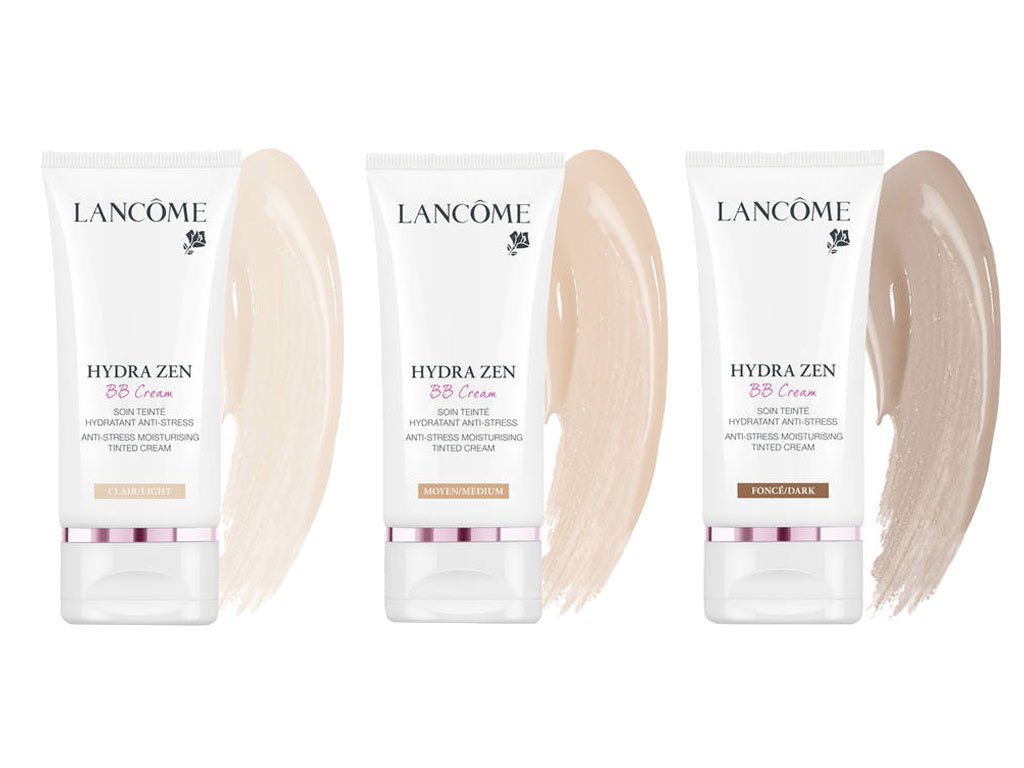 LANCÔME
HYDRA ZEN
BB Cream
SOIN TEINTÉ
HYDRATANT ANTI-STRESS
ANTI-STRESS MOISTURISING
TINTED CREAM
CLAIR/LIGHT
LANCÔME
HYDRA ZEN
BB Cream
SOIN TEINTÉ
HYDRATANT ANTI-STRESS
ANTI-STRESS MOISTURISING
TINTED CREAM
MOYEN/MEDIUM
LANCÔME
HYDRA ZEN
BB Cream
SOIN TEINTÉ
HYDRATANT ANTI-STRESS
ANTI-STRESS MOISTURISING
TINTED CREAM
FONCÉ/DARK